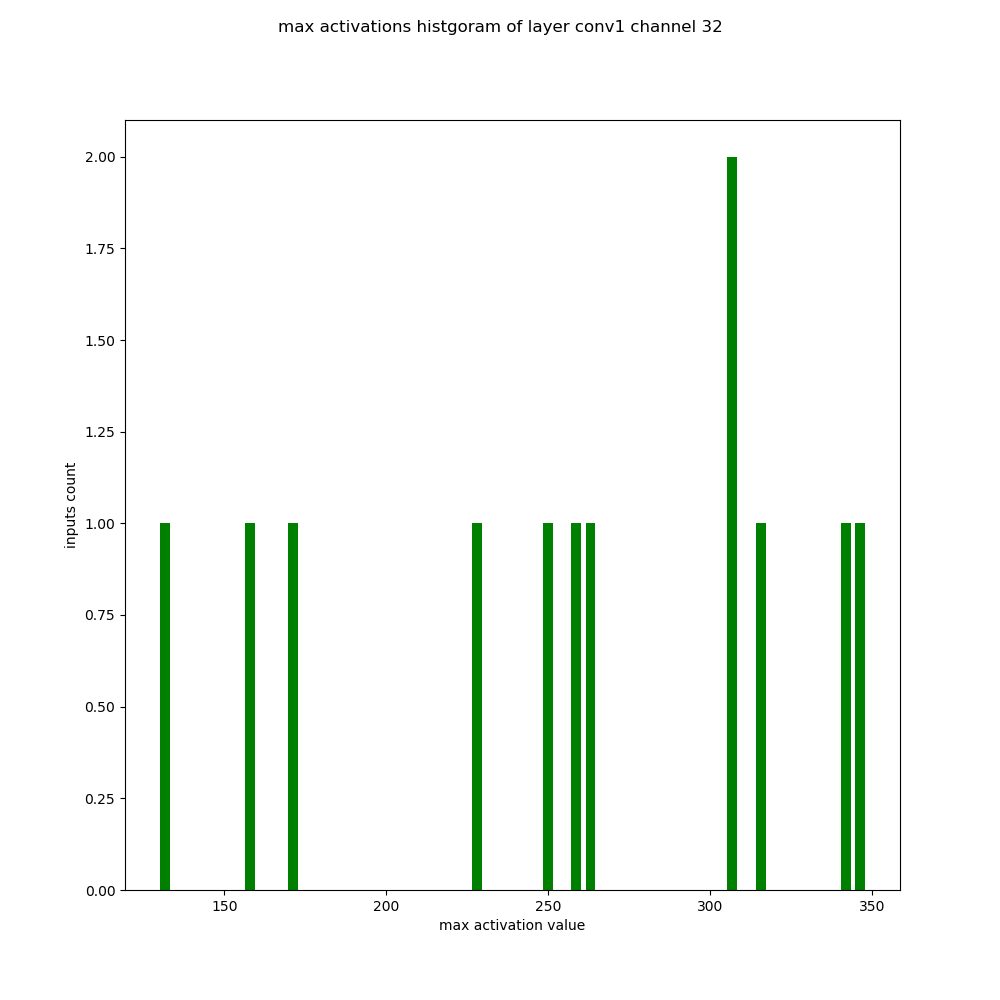 max activations histgoram of layer conv1 channel 32
2.00
1.75
1.50
1.25
1.00
0.75
0.50
0.25
0.00
inputs count
150 200 250 300 350
max activation value